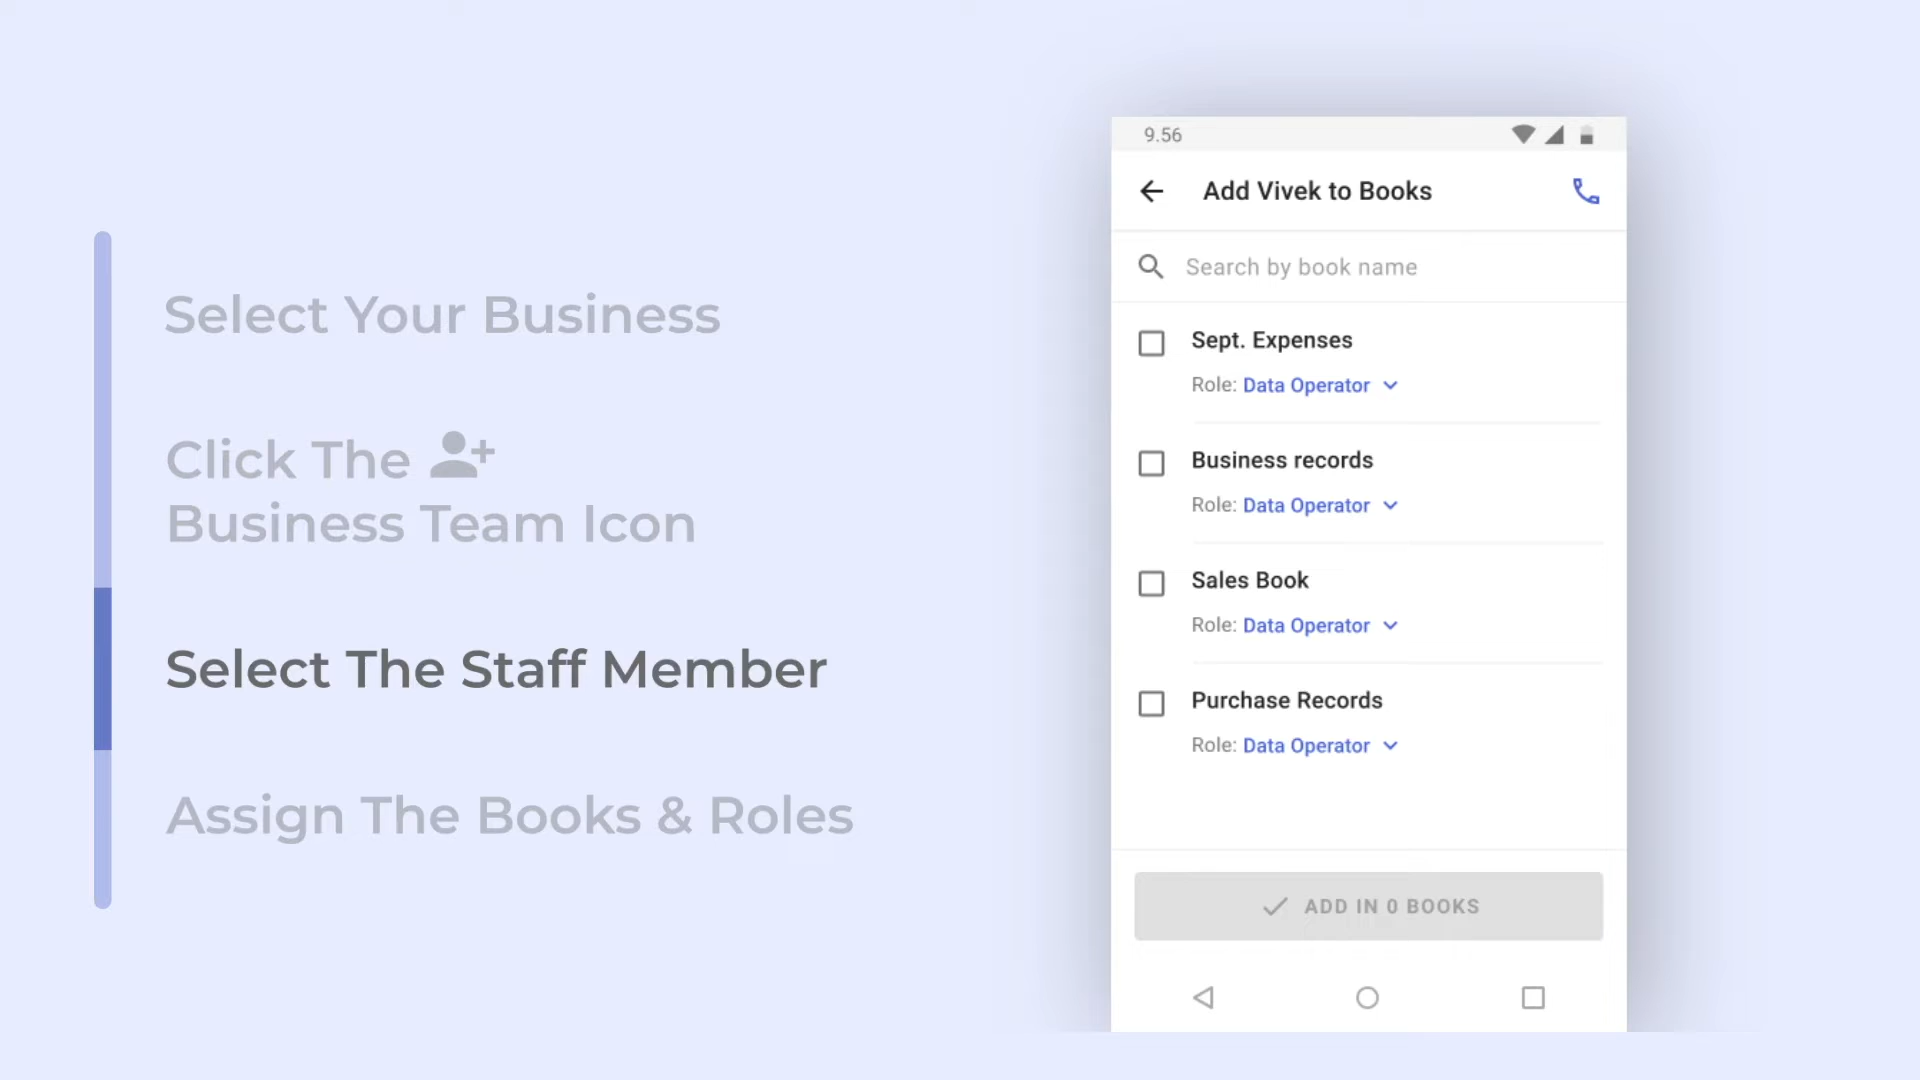 Select Your Business
Click The
Business Team Icon
Select The Staff Member
Assign The Books & Roles
9.56
Add Vivek to Books
Search by book name
Sept. Expenses
Role: Data Operator
Business records
Role: Data Operator
Sales Book
Role: Data Operator
Purchase Records
Role: Data Operator
ADD IN 0 BOOKS